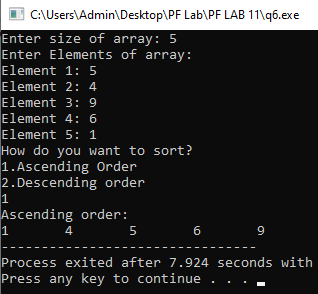 C:\Users\Admin\Desktop\PF Lab\PF LAB 11\q6.exe
Enter size of array: 5
Enter Elements of array:
Element 1: 5
Element 2: 4
Element 3: 9
Element 4: 6
Element 5: 1
How do you want to sort?
1.Ascending Order
2.Descending order
1
Ascending order:
1 4 5 6 9
--------------------------------
Process exited after 7.924 seconds with
Press any key to continue . . .